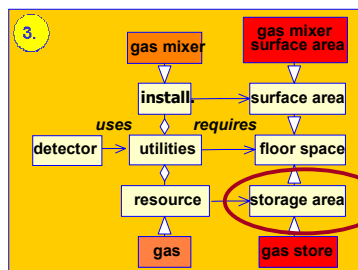 3.
gas mixer
gas mixer
surface area
install.
surface area
uses
requires
detector
utilities
floor space
resource
storage area
gas
gas store